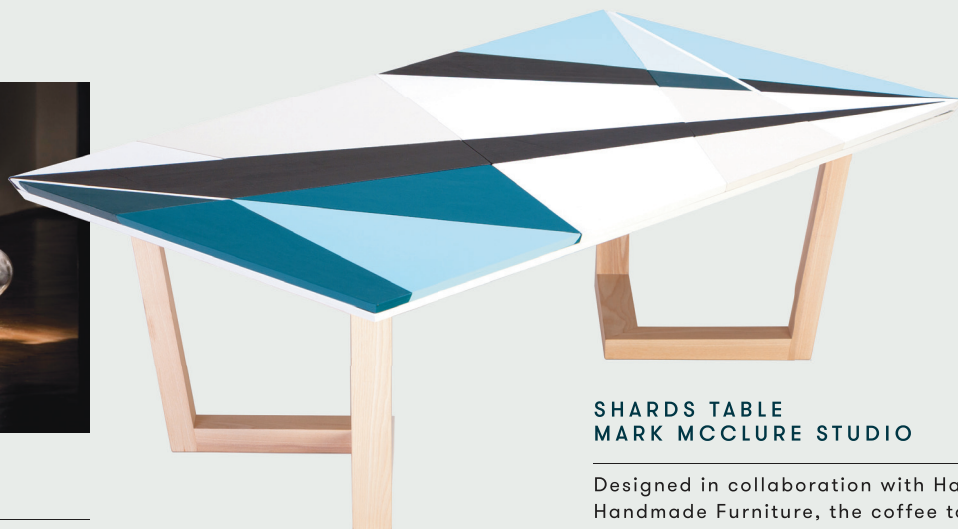 SHARDS TABLE
MARK MCCLURE STUDIO
Designed in collaboration with
Handmade Furniture, the coffee